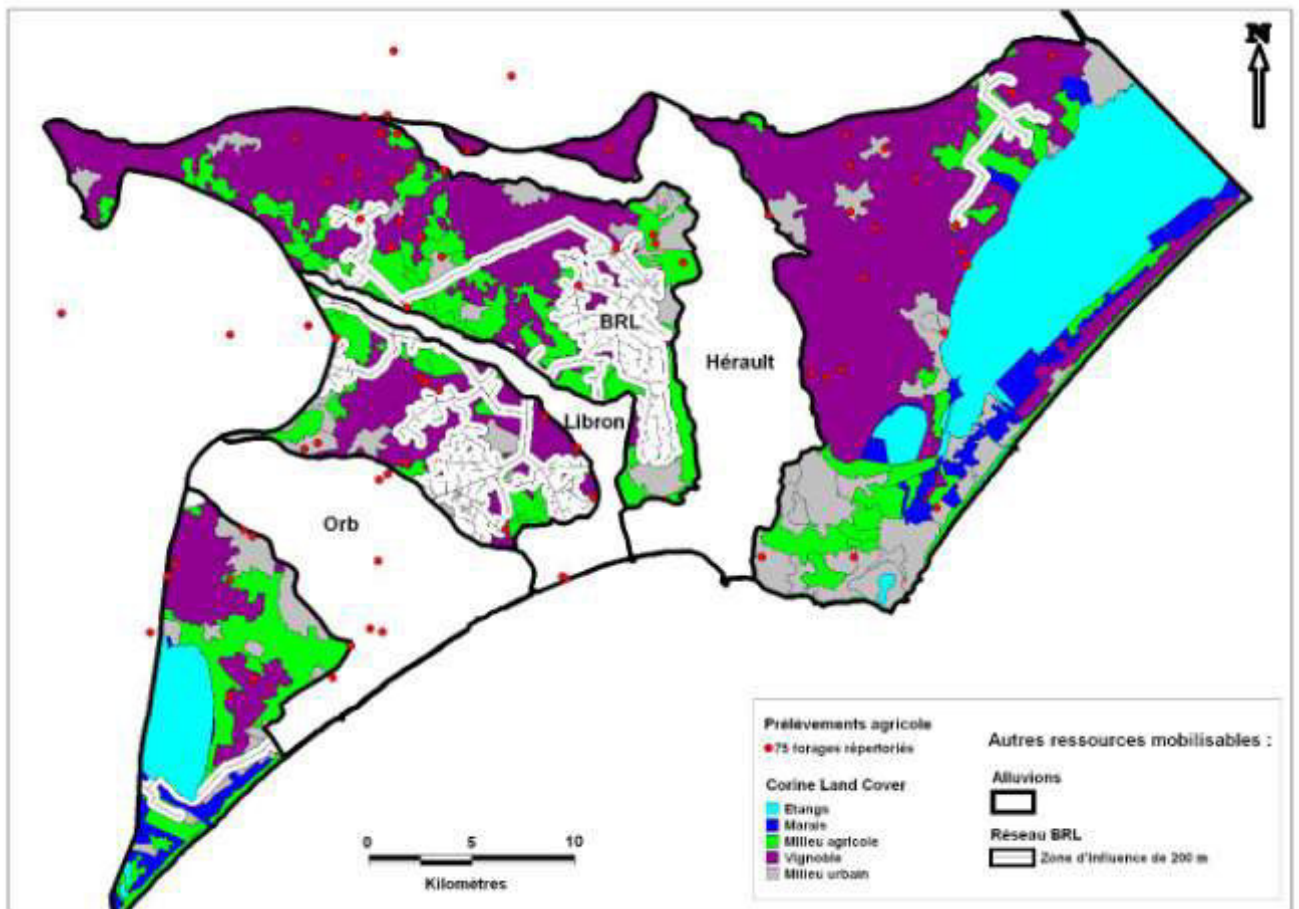 N
BRL
Hérault
Libron
Orb
0 5 10
Kilomètres
Prélèvements agricole
75 forages répertoriés
Corine Land Cover
Etangs
Marais
Milieu agricole
Vignoble
Milieu urbain
Autres ressources mobilisables :
Alluvions
Réseau BRL
Zone d'influence de 200 m